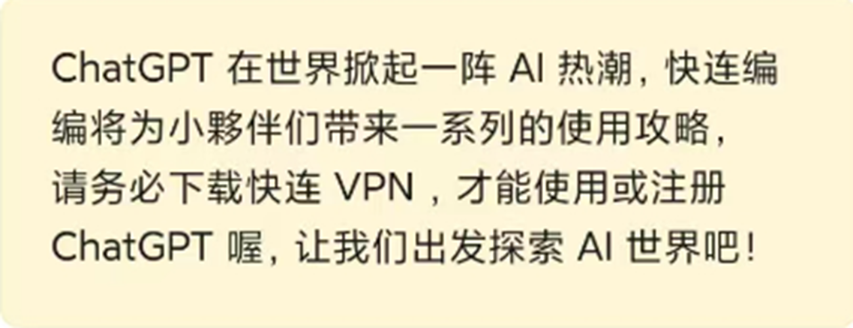 ChatGPT 在世界掀起一阵 AI 热潮，快连编
编将为小夥伴们带来一系列的使用攻略，
请务必下载快连 VPN ，才能使用或注册
ChatGPT 喔，让我们出发探索 AI 世界吧！